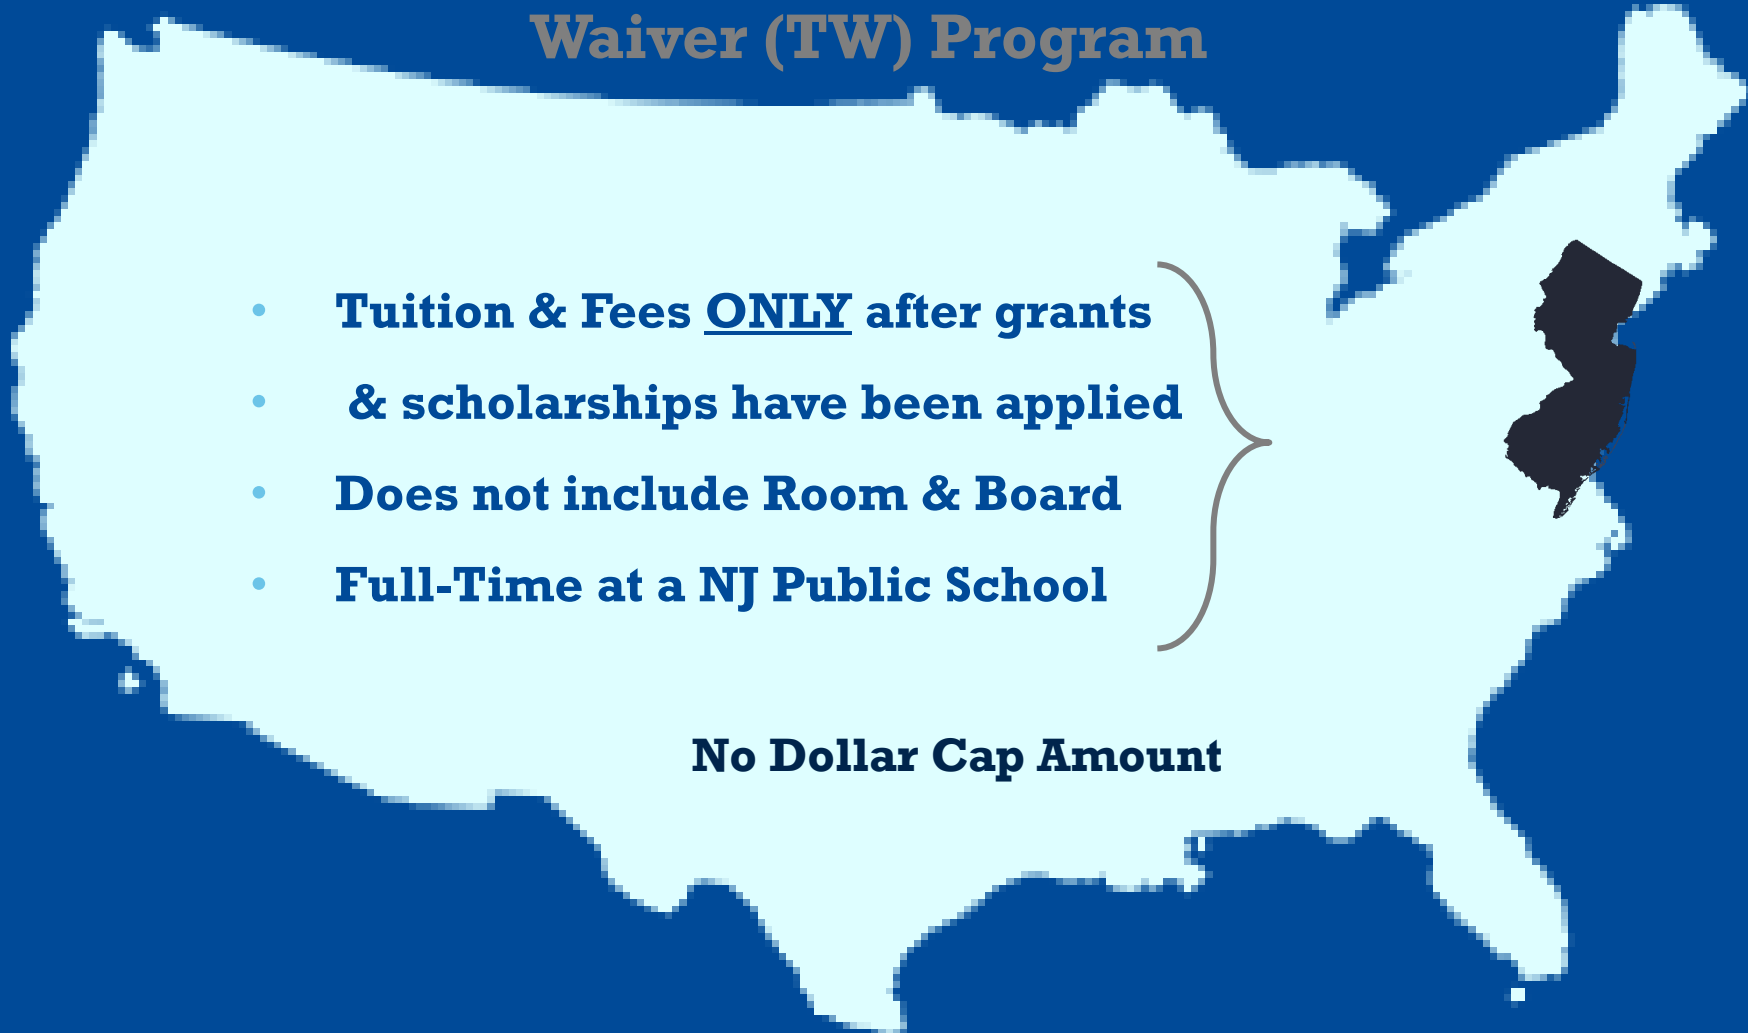 Waiver (TW) Program
• Tuition & Fees ONLY after grants
• & scholarships have been applied
• Does not include Room & Board
• Full-Time at a NJ Public School
No Dollar Cap Amount